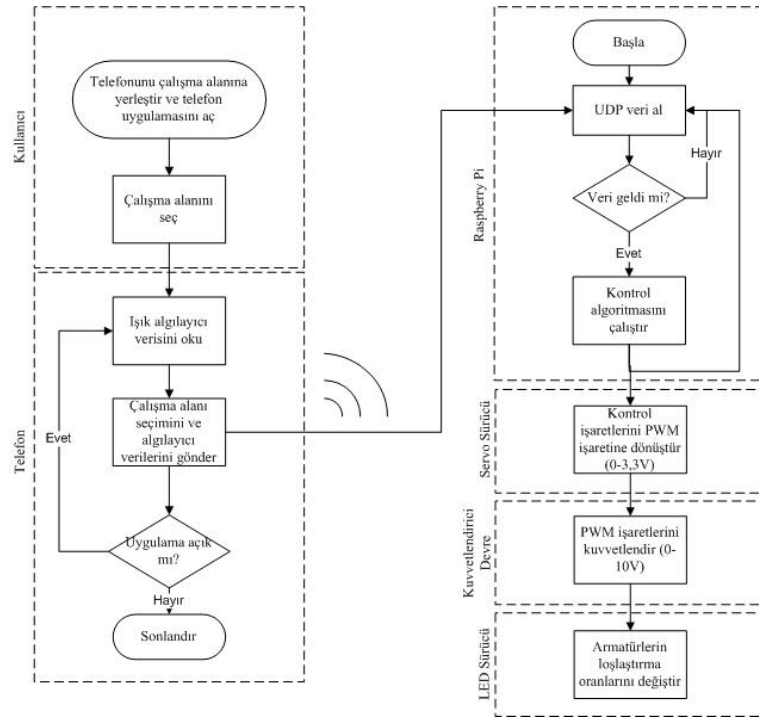 Kullanıcı
Telefonunu çalışma alanına
yerleştir ve telefon
uygulamasını aç
Çalışma alanını
seç
Telefon
Işık algılayıcı
verisini oku
Çalışma alanı
seçimini ve
algılayıcı
verilerini gönder
Evet
Uygulama açık
mı?
Hayır
Sonlandır
Raspberry Pi
Başla
UDP veri al
Hayır
Veri geldi mi?
Evet
Kontrol
algoritmasını
çalıştır
Servo Sürücü
Kontrol
işaretlerini PWM
işaretine dönüştür
(0-3,3V)
Kuvvetlendirici
Devre
PWM işaretlerini
kuvvetlendir (0-
10V)
LED Sürücü
Armatürlerin
loşlaştırma
oranlarını değiştir